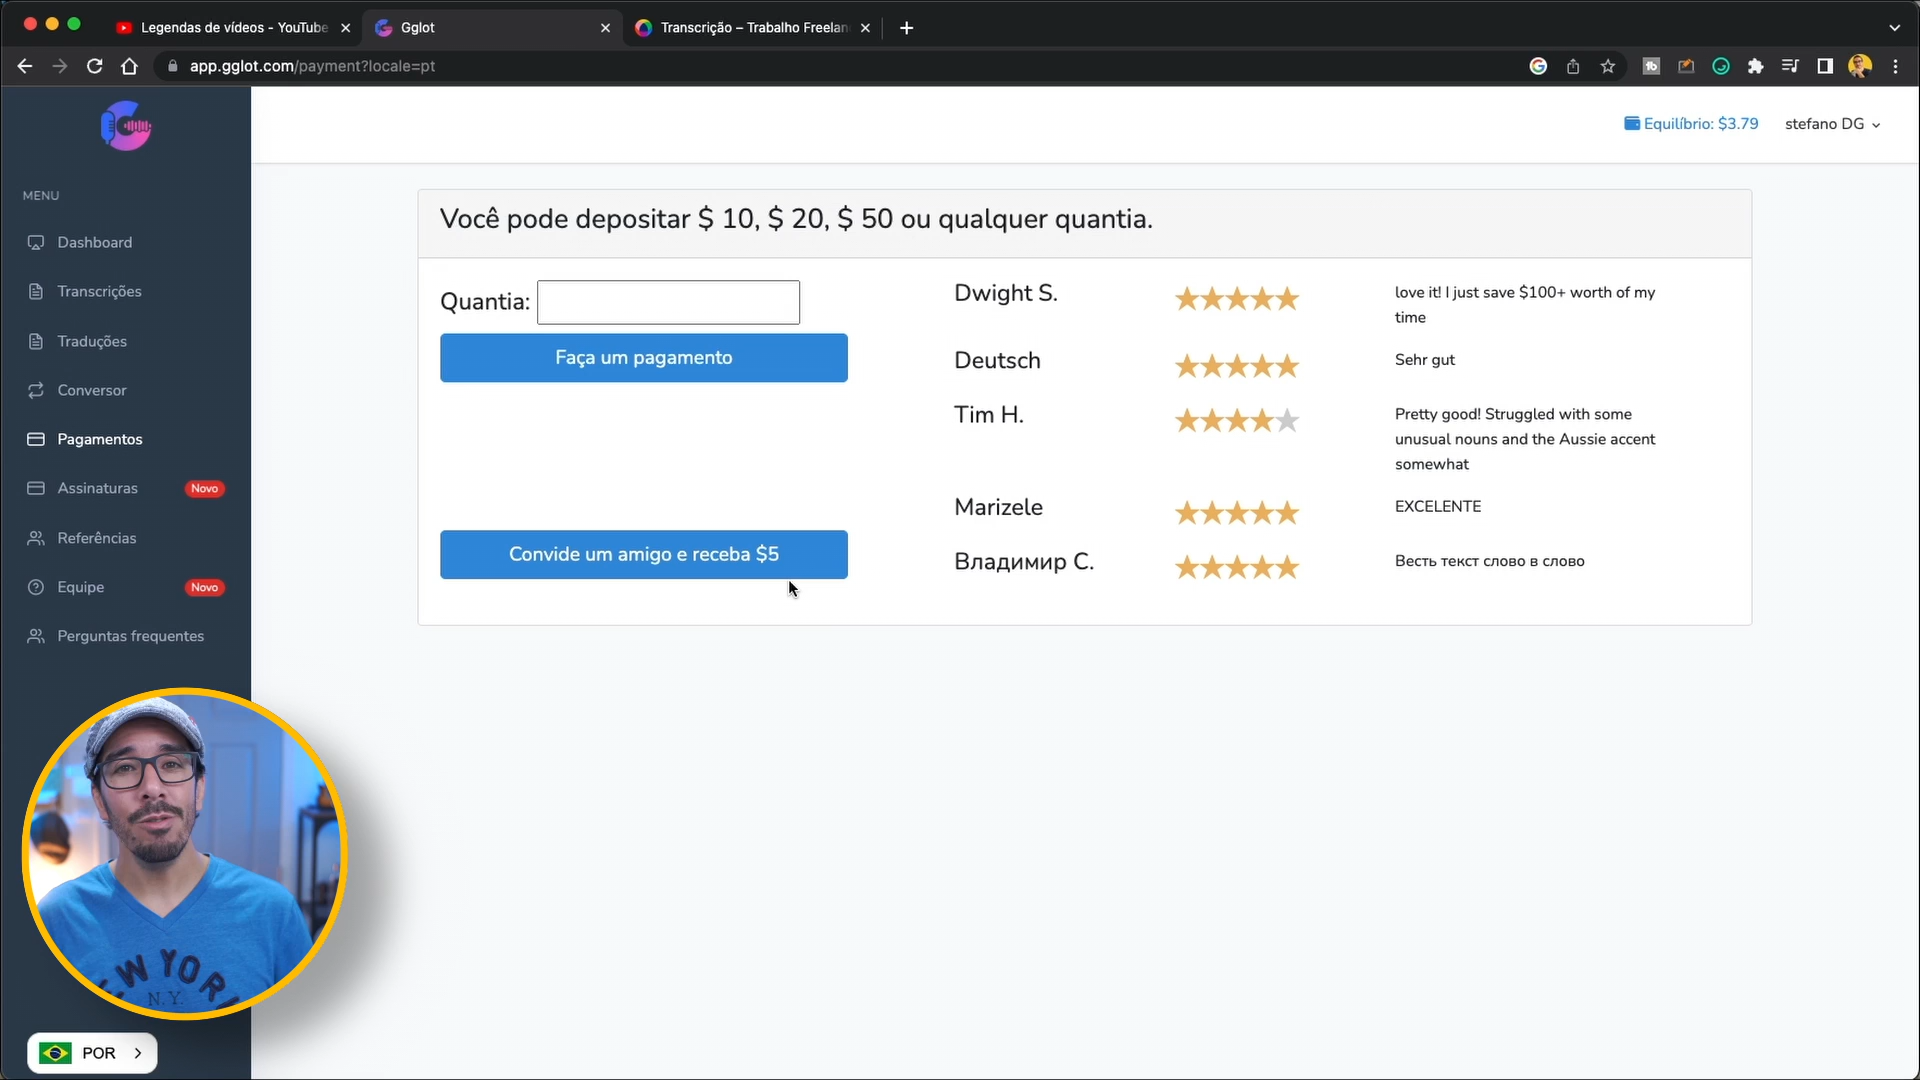 Legendas de vídeos - YouTube
Gglot
Transcrição – Trabalho Freelan
app.gglot.com/payment?locale=pt
Equilíbrio: $3.79
stefano DG
MENU
Dashboard
Transcrições
Traduções
Conversor
Pagamentos
Assinaturas Novo
Referências
Equipe Novo
Perguntas frequentes
Você pode depositar $ 10, $ 20, $ 50 ou qualquer quantia.
Quantia:
Faça um pagamento
Convide um amigo e receba $5
Dwight S.
love it! I just save $100+ worth of my
time
Deutsch
Sehr gut
Tim H.
Pretty good! Struggled with some
unusual nouns and the Aussie accent
somewhat
Marizele
EXCELENTE
Владимир С.
Весть текст слово в слово
NEW YORK
N.Y.
POR